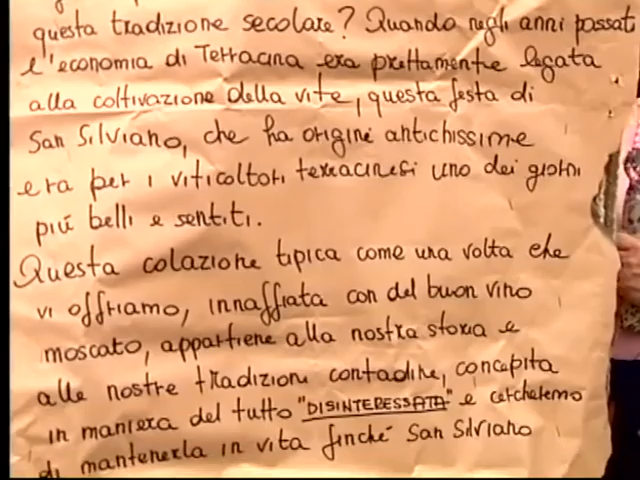 questa tradizione secolare? Quando negli anni passati
l'economia di Terracina era prettamente legata
alla coltivazione della vite, questa festa di
San Silviano, che ha origini antichissime
era per i viticoltori terracinesi uno dei giorni
più belli e sentiti.
Questa colazione tipica come una volta che
vi offriamo, innaffiata con del buon vino
moscato, appartiene alla nostra storia e
alle nostre tradizioni contadine, concepita
in maniera del tutto "DISINTERESSATA" e cercheremo
di mantenerla in vita finchè San Silviano